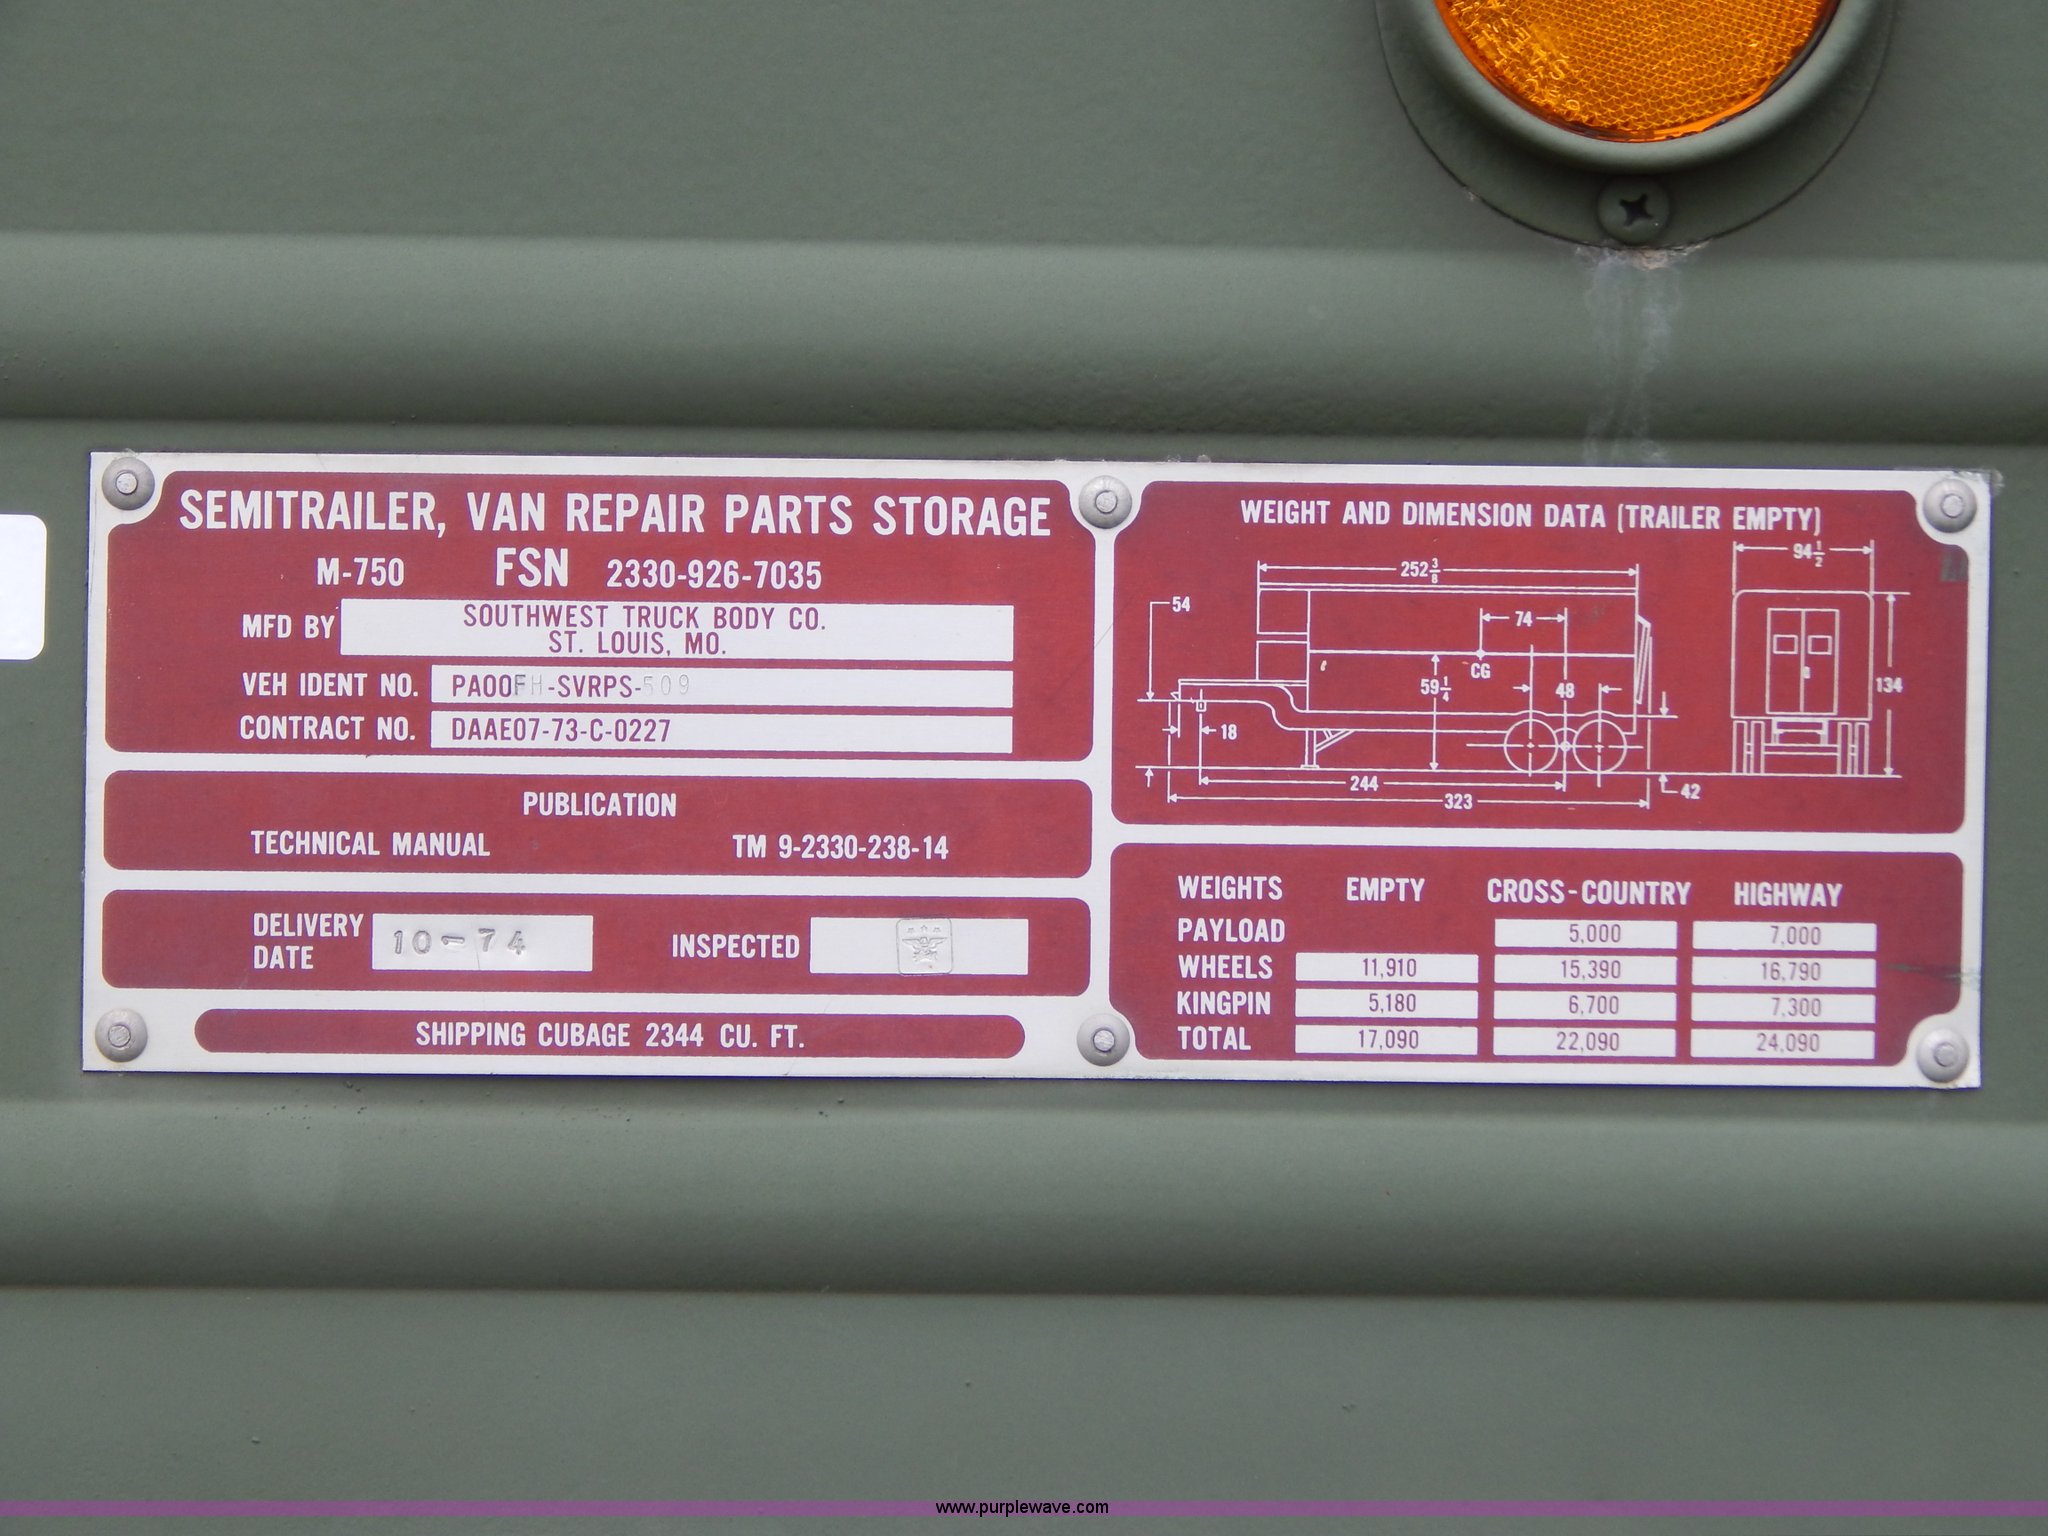 SEMITRAILER, VAN REPAIR PARTS STORAGE
M-750 FSN 2330-926-7035
MFD BY SOUTHWEST TRUCK BODY CO.
ST. LOUIS, MO.
VEH IDENT NO. PA00FH-SVRPS-509
CONTRACT NO. DAAE07-73-C-0227
PUBLICATION
TECHNICAL MANUAL TM 9-2330-238-14
DELIVERY DATE 10-74 INSPECTED
SHIPPING CUBAGE 2344 CU. FT.
WEIGHT AND DIMENSION DATA (TRAILER EMPTY)
94 1/2
252 3/8
54
74
CG
59 1/4
48
134
18
244
42
323
WEIGHTS EMPTY CROSS-COUNTRY HIGHWAY
PAYLOAD 5,000 7,000
WHEELS 11,910 15,390 16,790
KINGPIN 5,180 6,700 7,300
TOTAL 17,090 22,090 24,090
www.purplewave.com